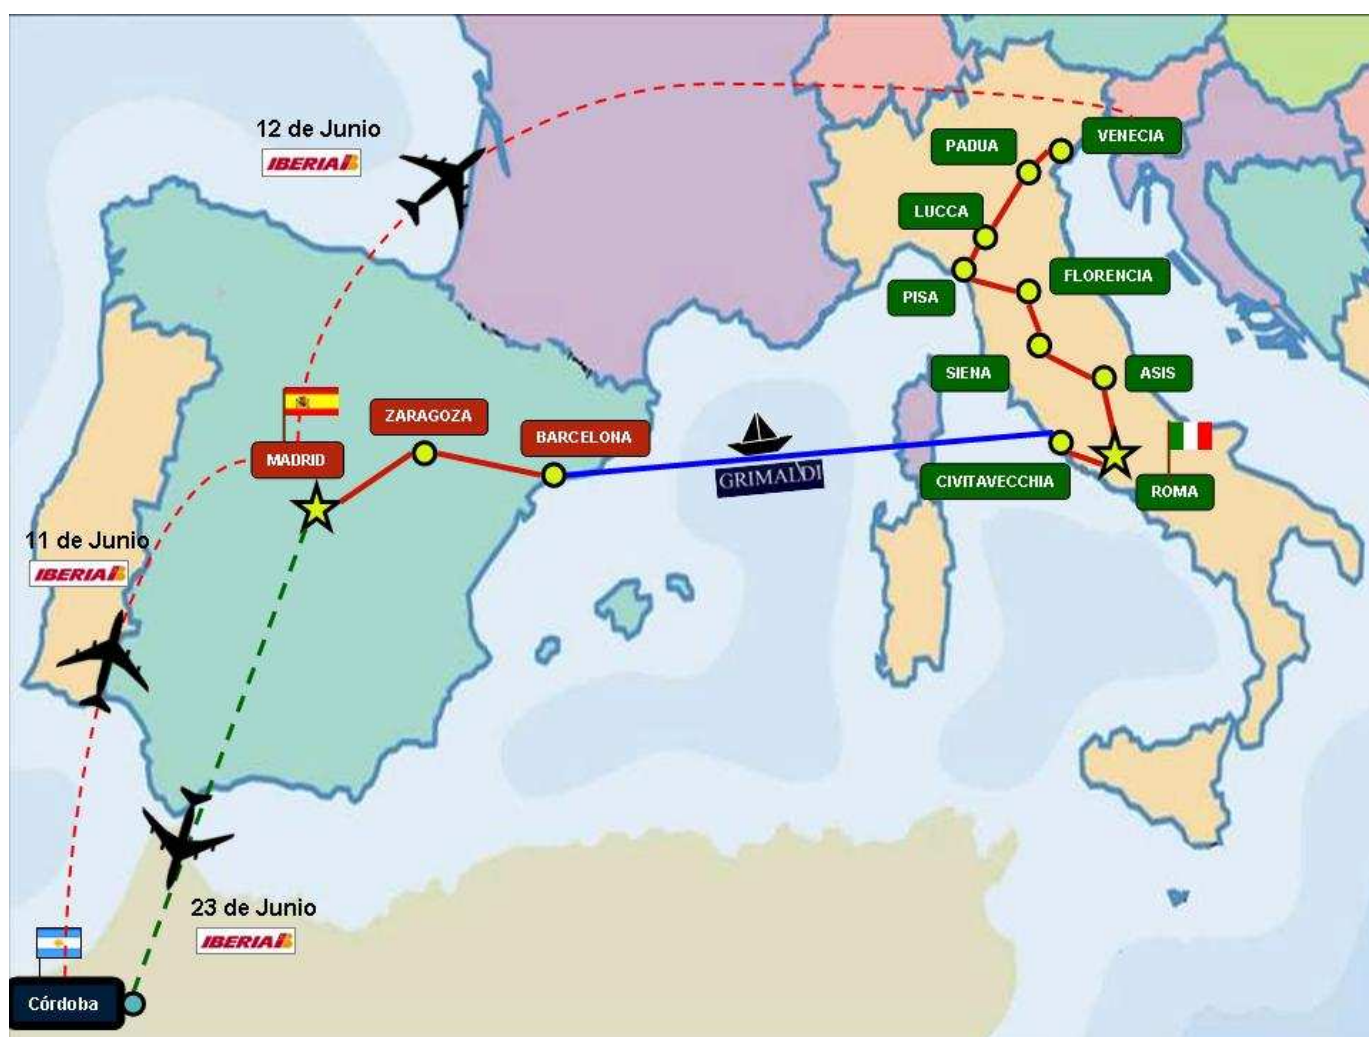 12 de Junio
IBERIA
VENECIA
PADUA
LUCCA
FLORENCIA
PISA
SIENA
ASIS
ZARAGOZA
BARCELONA
MADRID
GRIMALDI
CIVITAVECCHIA
ROMA
11 de Junio
IBERIA
23 de Junio
IBERIA
Córdoba